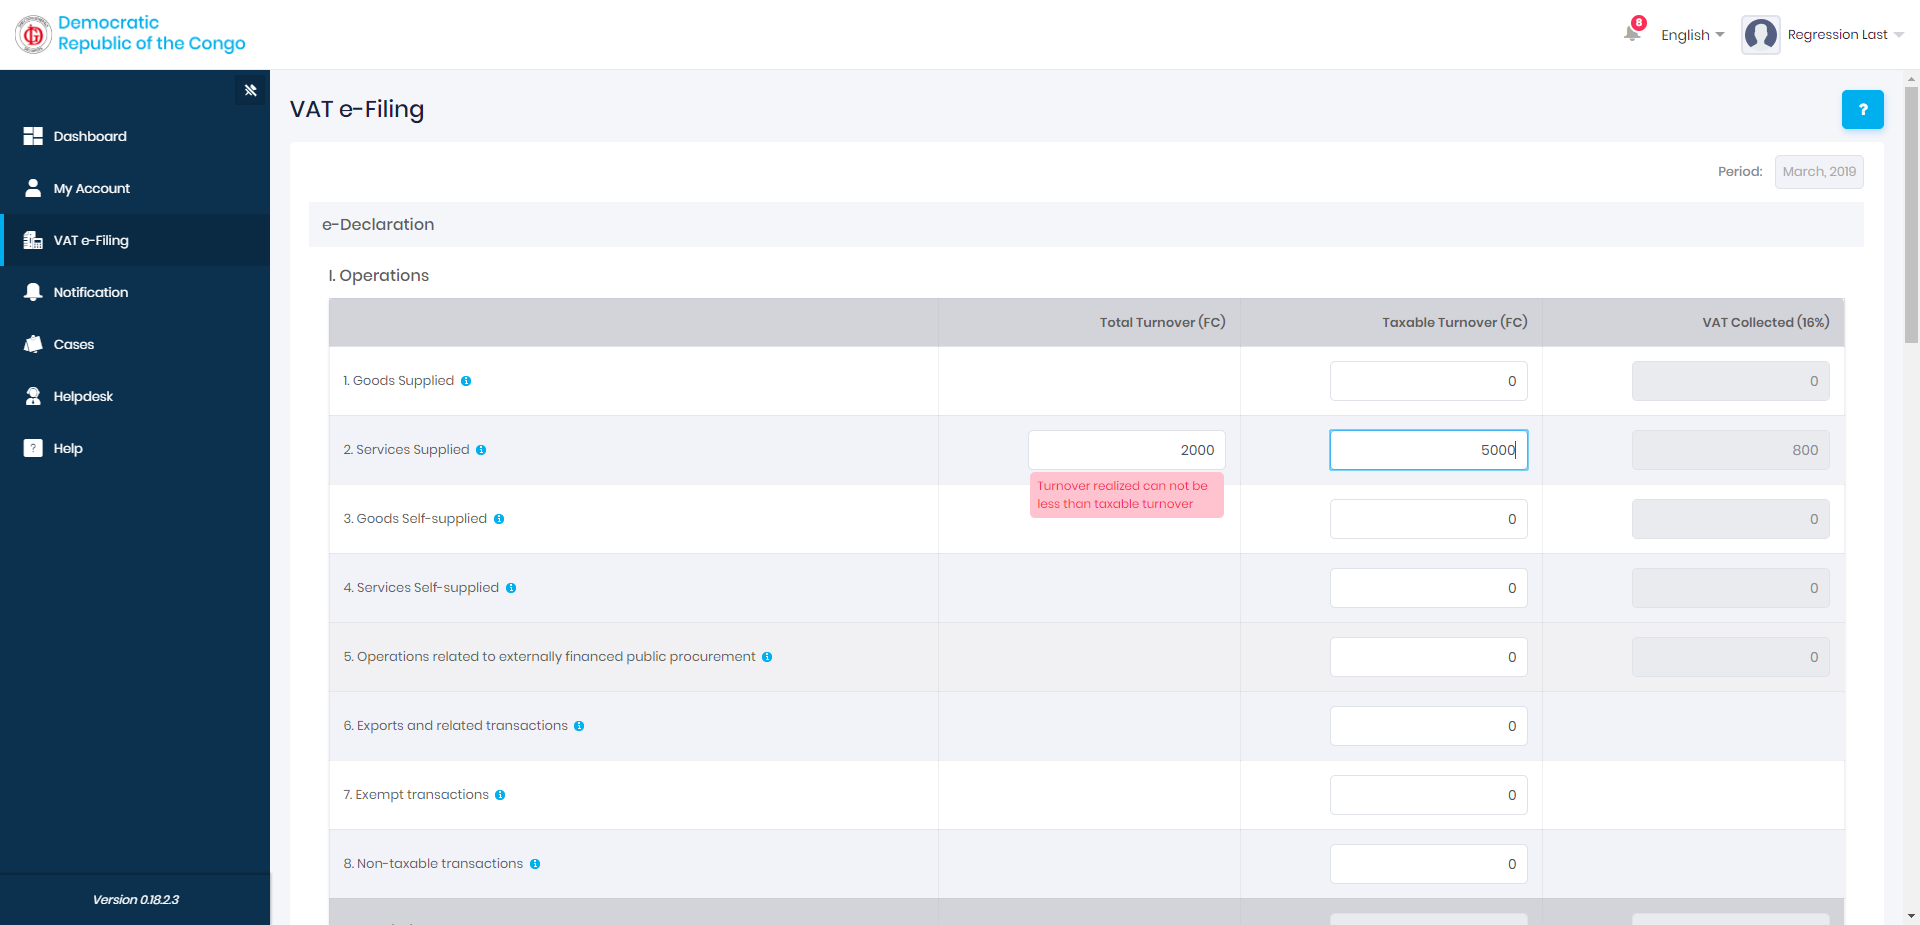 Democratic
Republic of the Congo
8
English
Regression Last
Dashboard
My Account
VAT e-Filing
Notification
Cases
Helpdesk
? Help
Version 0.18.2.3
VAT e-Filing
?
Period: March, 2019
e-Declaration
I. Operations
Total Turnover (FC) Taxable Turnover (FC) VAT Collected (16%)
1. Goods Supplied 0 0
2. Services Supplied 2000 5000 800
Turnover realized can not be
less than taxable turnover
3. Goods Self-supplied 0 0
4. Services Self-supplied 0 0
5. Operations related to externally financed public procurement 0 0
6. Exports and related transactions 0
7. Exempt transactions 0
8. Non-taxable transactions 0